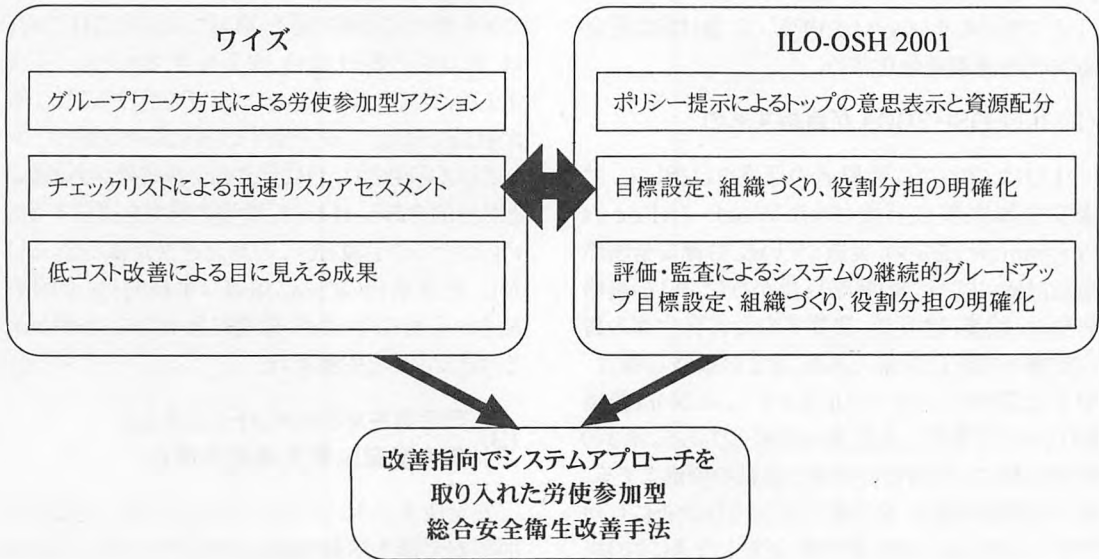 ワイズ
グループワーク方式による労使参加型アクション
チェックリストによる迅速リスクアセスメント
低コスト改善による目に見える成果
ILO-OSH 2001
ポリシー提示によるトップの意思表示と資源配分
目標設定、組織づくり、役割分担の明確化
評価・監査によるシステムの継続的グレードアッ
プ目標設定、組織づくり、役割分担の明確化
改善指向でシステムアプローチを
取り入れた労使参加型
総合安全衛生改善手法